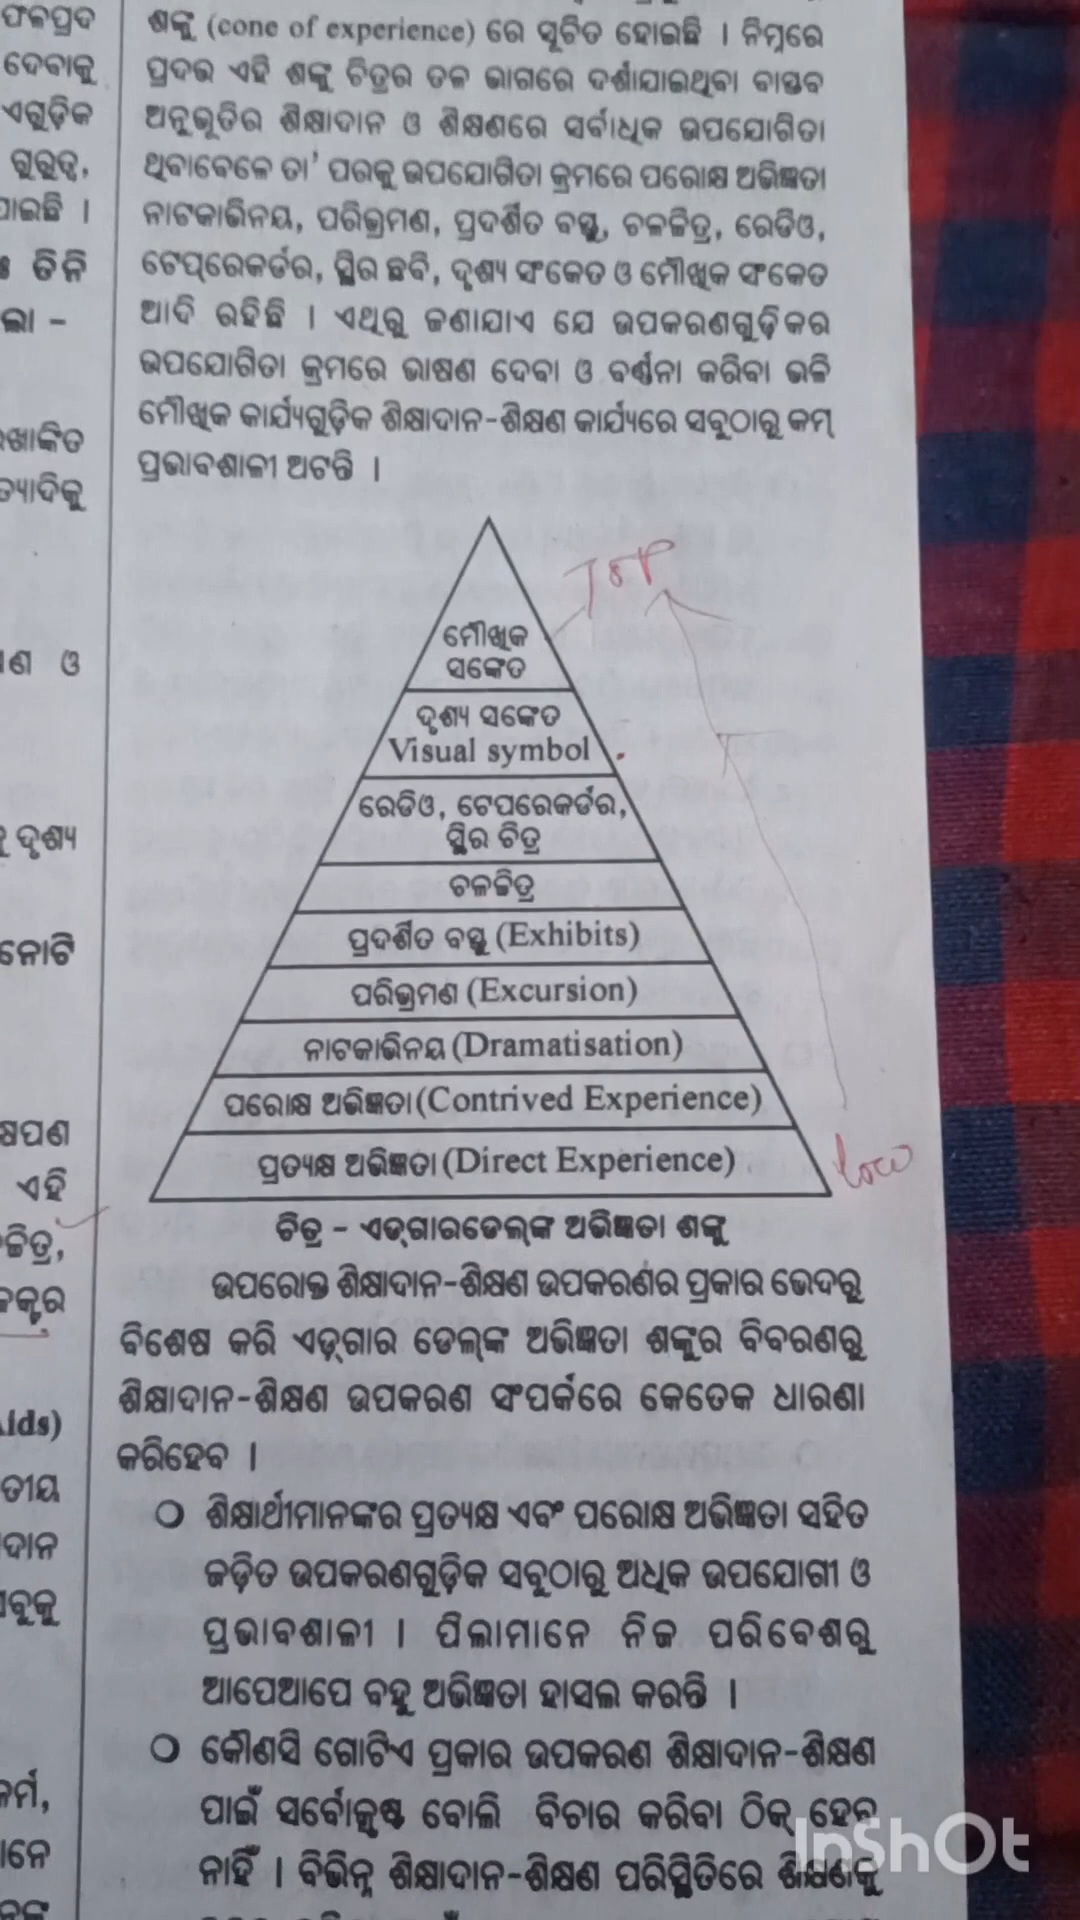 ଫଳପ୍ରଦ
ଦେବାକୁ
ଏଗୁଡ଼ିକ
ଗୁରୁତ୍ୱ,
ତିନି
ଓ
ଦୃଶ୍ୟ
ଏହି
ଶଙ୍କୁ (cone of experience) ରେ ସୂଚିତ ହୋଇଛି । ନିମ୍ନରେ
ପ୍ରଦତ୍ତ ଏହି ଶଙ୍କୁ ଚିତ୍ରର ତଳ ଭାଗରେ ଦର୍ଶାଯାଇଥିବା ବାସ୍ତବ
ଅନୁଭୂତିର ଶିକ୍ଷାଦାନ ଓ ଶିକ୍ଷଣରେ ସର୍ବାଧିକ ଉପଯୋଗିତା
ଥିବାବେଳେ ତା' ପରକୁ ଉପଯୋଗିତା କ୍ରମରେ ପରୋକ୍ଷ ଅଭିଜ୍ଞତା
ନାଟକାଭିନୟ, ପରିଭ୍ରମଣ, ପ୍ରଦର୍ଶିତ ବସ୍ତୁ, ଚଳଚ୍ଚିତ୍ର, ରେଡିଓ,
ଟେପ୍‌ରେକର୍ଡର, ସ୍ଥିର ଛବି, ଦୃଶ୍ୟ ସଂକେତ ଓ ମୌଖିକ ସଂକେତ
ଆଦି ରହିଛି । ଏଥିରୁ ଜଣାଯାଏ ଯେ ଉପକରଣଗୁଡ଼ିକର
ଉପଯୋଗିତା କ୍ରମରେ ଭାଷଣ ଦେବା ଓ ବର୍ଣ୍ଣନା କରିବା ଭଳି
ମୌଖିକ କାର୍ଯ୍ୟଗୁଡ଼ିକ ଶିକ୍ଷାଦାନ-ଶିକ୍ଷଣ କାର୍ଯ୍ୟରେ ସବୁଠାରୁ କମ୍
ପ୍ରଭାବଶାଳୀ ଅଟନ୍ତି ।
TOP
ମୌଖିକ
ସଙ୍କେତ
ଦୃଶ୍ୟ ସଙ୍କେତ
Visual symbol
ରେଡିଓ, ଟେପରେକର୍ଡର,
ସ୍ଥିର ଚିତ୍ର
ଚଳଚ୍ଚିତ୍ର
ପ୍ରଦର୍ଶିତ ବସ୍ତୁ (Exhibits)
ପରିଭ୍ରମଣ (Excursion)
ନାଟକାଭିନୟ (Dramatisation)
ପରୋକ୍ଷ ଅଭିଜ୍ଞତା (Contrived Experience)
ପ୍ରତ୍ୟକ୍ଷ ଅଭିଜ୍ଞତା (Direct Experience)
low
ଚିତ୍ର - ଏଡ଼୍‌ଗାରଡେଲ୍‌ଙ୍କ ଅଭିଜ୍ଞତା ଶଙ୍କୁ
ଉପରୋକ୍ତ ଶିକ୍ଷାଦାନ-ଶିକ୍ଷଣ ଉପକରଣର ପ୍ରକାର ଭେଦରୁ
ବିଶେଷ କରି ଏଡ଼୍‌ଗାର ଡେଲ୍‌ଙ୍କ ଅଭିଜ୍ଞତା ଶଙ୍କୁର ବିବରଣରୁ
ଶିକ୍ଷାଦାନ-ଶିକ୍ଷଣ ଉପକରଣ ସଂପର୍କରେ କେତେକ ଧାରଣା
କରିହେବ ।
❍ ଶିକ୍ଷାର୍ଥୀମାନଙ୍କର ପ୍ରତ୍ୟକ୍ଷ ଏବଂ ପରୋକ୍ଷ ଅଭିଜ୍ଞତା ସହିତ
ଜଡ଼ିତ ଉପକରଣଗୁଡ଼ିକ ସବୁଠାରୁ ଅଧିକ ଉପଯୋଗୀ ଓ
ପ୍ରଭାବଶାଳୀ । ପିଲାମାନେ ନିଜ ପରିବେଶରୁ
ଆପେଆପେ ବହୁ ଅଭିଜ୍ଞତା ହାସଲ କରନ୍ତି ।
❍ କୌଣସି ଗୋଟିଏ ପ୍ରକାର ଉପକରଣ ଶିକ୍ଷାଦାନ-ଶିକ୍ଷଣ
ପାଇଁ ସର୍ବୋତ୍କୃଷ୍ଟ ବୋଲି ବିଚାର କରିବା ଠିକ୍ ହେବ
ନାହିଁ । ବିଭିନ୍ନ ଶିକ୍ଷାଦାନ-ଶିକ୍ଷଣ ପରିସ୍ଥିତିରେ ଶିକ୍ଷଣକୁ
InShOt